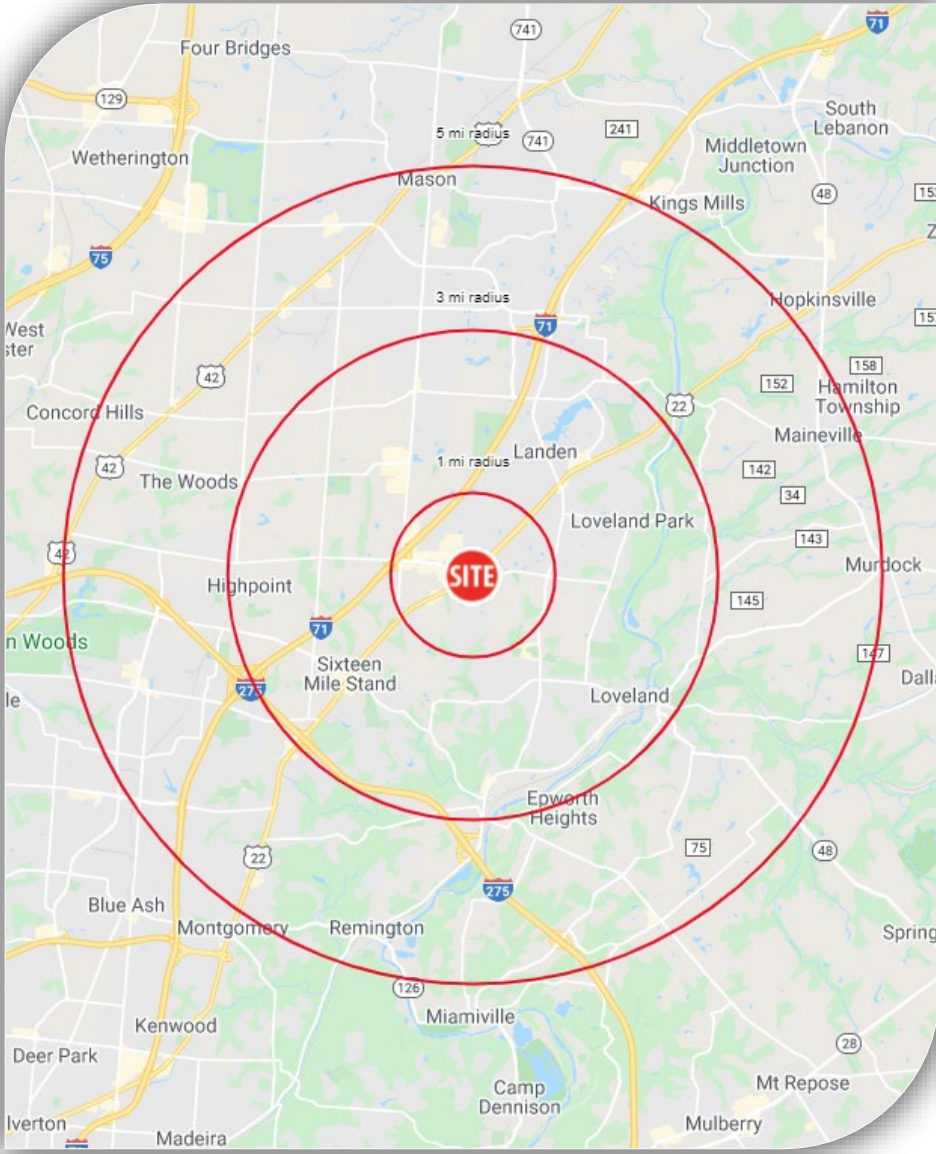 741
71
Four Bridges
129
South
Lebanon
5 mi radius
741
241
Middletown
Junction
Wetherington
Mason
48
Kings Mills
75
3 mi radius
Hopkinsville
71
West
ster
42
158
152
Hamilton
Township
22
Concord Hills
Maineville
1 mi radius
Landen
42
142
The Woods
34
Loveland Park
143
42
SITE
Murdock
Highpoint
145
71
n Woods
147
Sixteen
Mile Stand
Dall
275
Loveland
le
Epworth
Heights
75
48
22
275
Blue Ash
Montgomery
Remington
Spring
126
Miamiville
Kenwood
28
Deer Park
Mt Repose
Camp
Dennison
lverton
Mulberry
Madeira